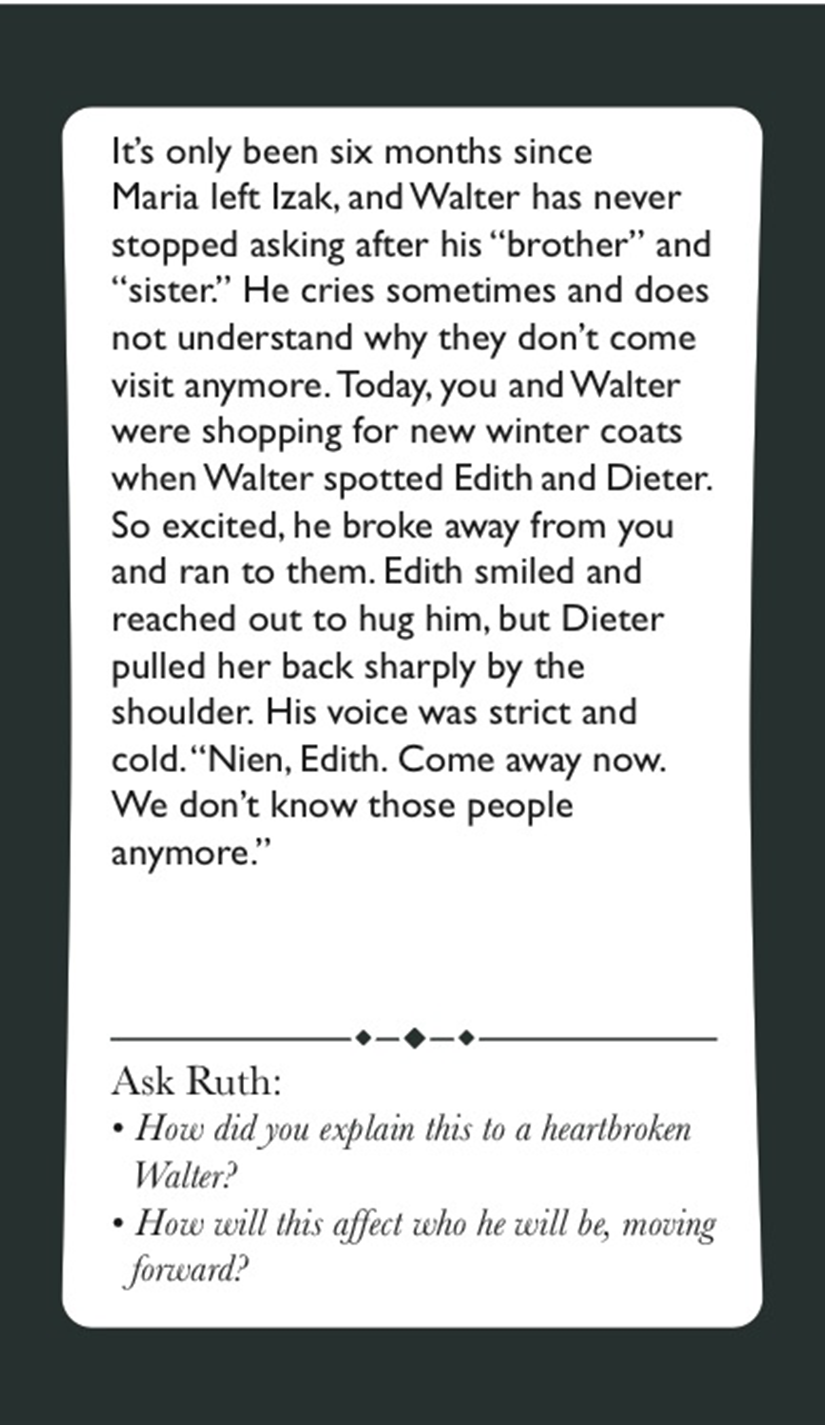 It’s only been six months since
Maria left Izak, and Walter has never
stopped asking after his “brother” and
“sister.” He cries sometimes and does
not understand why they don’t come
visit anymore. Today, you and Walter
were shopping for new winter coats
when Walter spotted Edith and Dieter.
So excited, he broke away from you
and ran to them. Edith smiled and
reached out to hug him, but Dieter
pulled her back sharply by the
shoulder. His voice was strict and
cold. “Nien, Edith. Come away now.
We don’t know those people
anymore.”
Ask Ruth:
• How did you explain this to a heartbroken
Walter?
• How will this affect who he will be, moving
forward?